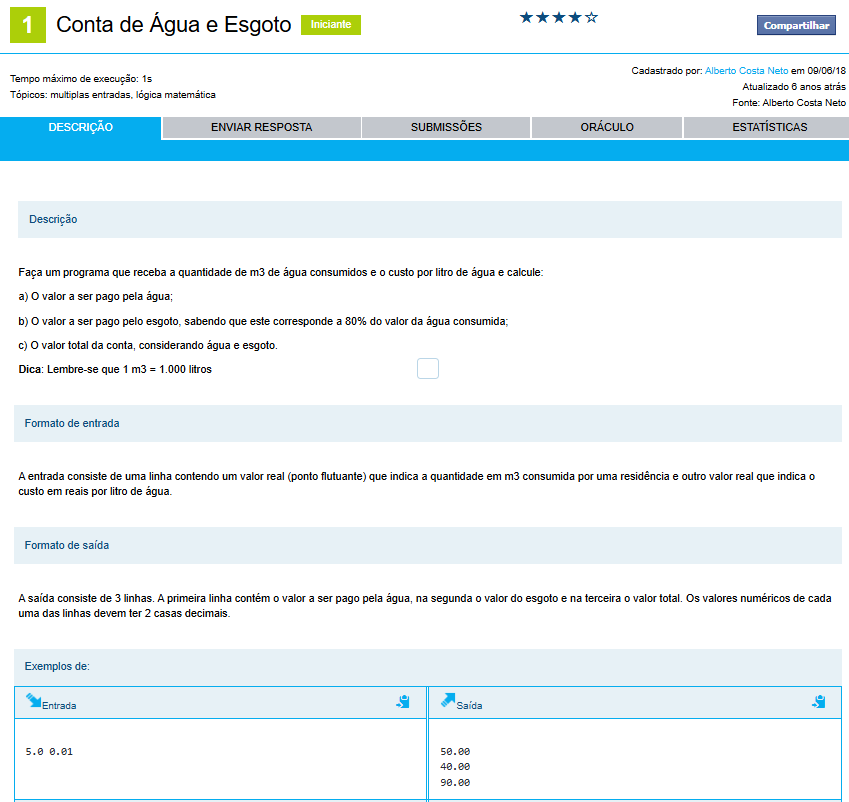 1 Conta de Água e Esgoto Iniciante
Compartilhar
Tempo máximo de execução: 1s
Tópicos: multiplas entradas, lógica matemática
Cadastrado por: Alberto Costa Neto em 09/06/18
Atualizado 6 anos atrás
Fonte: Alberto Costa Neto
DESCRIÇÃO ENVIAR RESPOSTA SUBMISSÕES ORÁCULO ESTATÍSTICAS
Descrição
Faça um programa que receba a quantidade de m3 de água consumidos e o custo por litro de água e calcule:
a) O valor a ser pago pela água;
b) O valor a ser pago pelo esgoto, sabendo que este corresponde a 80% do valor da água consumida;
c) O valor total da conta, considerando água e esgoto.
Dica: Lembre-se que 1 m3 = 1.000 litros
Formato de entrada
A entrada consiste de uma linha contendo um valor real (ponto flutuante) que indica a quantidade em m3 consumida por uma residência e outro valor real que indica o
custo em reais por litro de água.
Formato de saída
A saída consiste de 3 linhas. A primeira linha contém o valor a ser pago pela água, na segunda o valor do esgoto e na terceira o valor total. Os valores numéricos de cada
uma das linhas devem ter 2 casas decimais.
Exemplos de:
Entrada
5.0 0.01
Saída
50.00
40.00
90.00